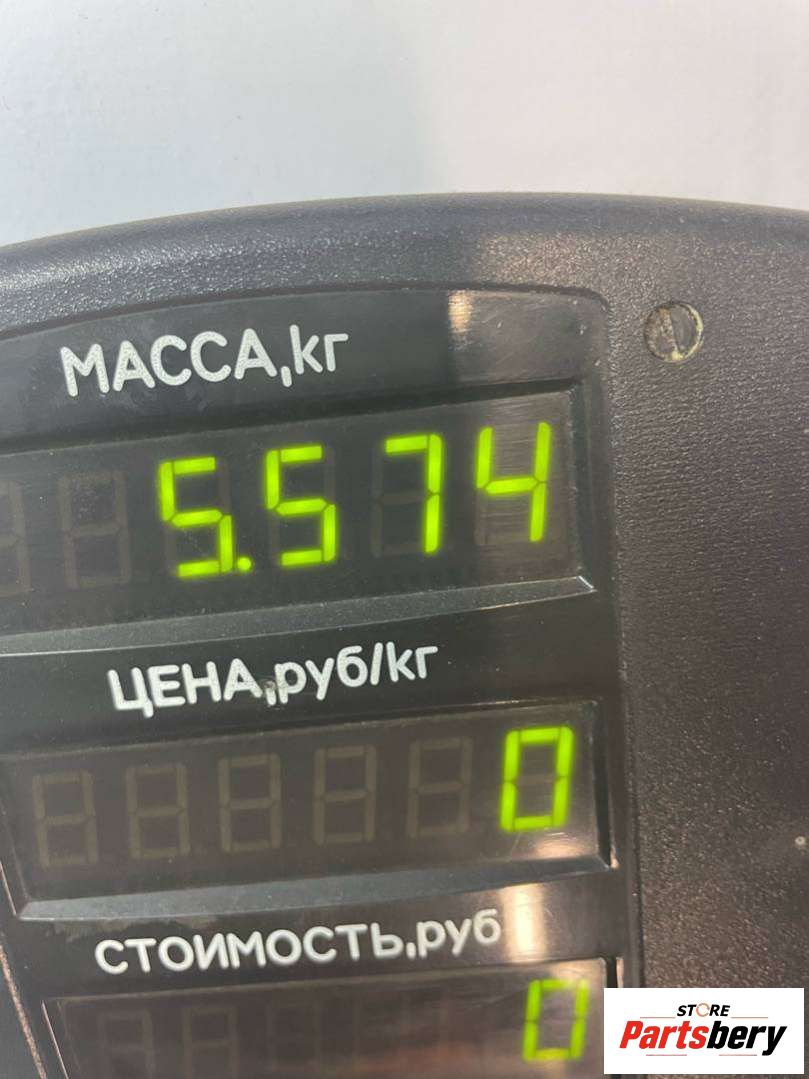 МАССА,кг
5.574
ЦЕНА,руб/кг
0
СТОИМОСТЬ,руб
0
STORE
Partsbery